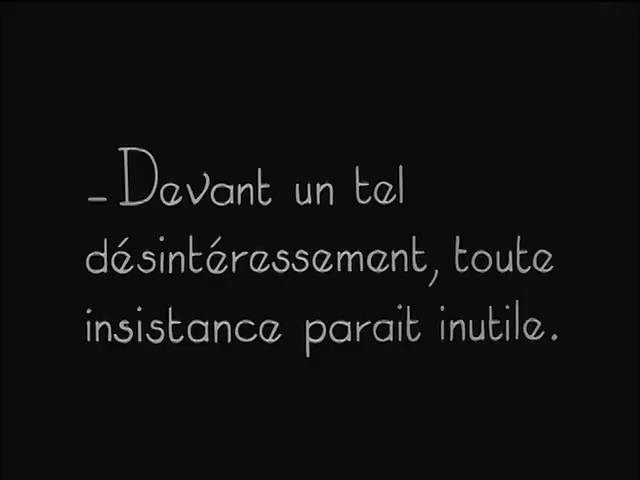 - Devant un tel
désintéressement, toute
insistance parait inutile.